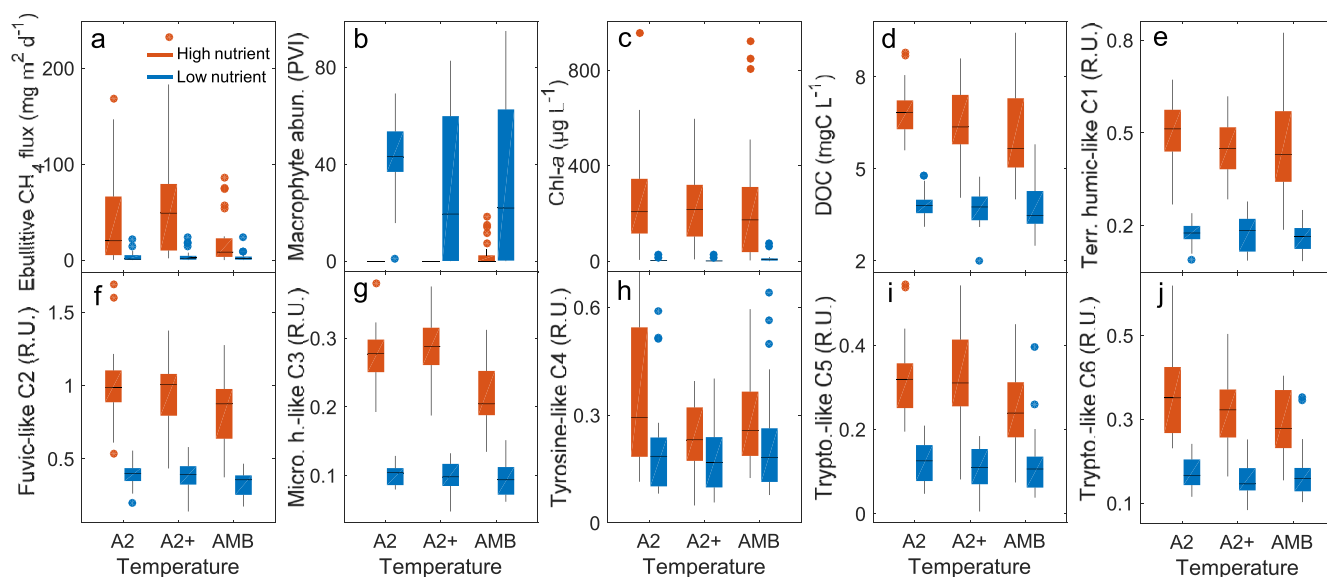 a
High nutrient
Low nutrient
Ebullitive CH4 flux (mg m2 d-1)
200
100
0
b
Macrophyte abun. (PVI)
80
40
0
c
Chl-a (µg L-1)
800
400
0
d
DOC (mgC L-1)
8
5
2
e
Terr. humic-like C1 (R.U.)
0.8
0.5
0.2
f
Fuvic-like C2 (R.U.)
1.5
1
0.5
A2 A2+ AMB
Temperature
g
Micro. h.-like C3 (R.U.)
0.3
0.2
0.1
A2 A2+ AMB
Temperature
h
Tyrosine-like C4 (R.U.)
0.6
0.3
0
A2 A2+ AMB
Temperature
i
Trypto.-like C5 (R.U.)
0.4
0.2
0
A2 A2+ AMB
Temperature
j
Trypto.-like C6 (R.U.)
0.5
0.3
0.1
A2 A2+ AMB
Temperature